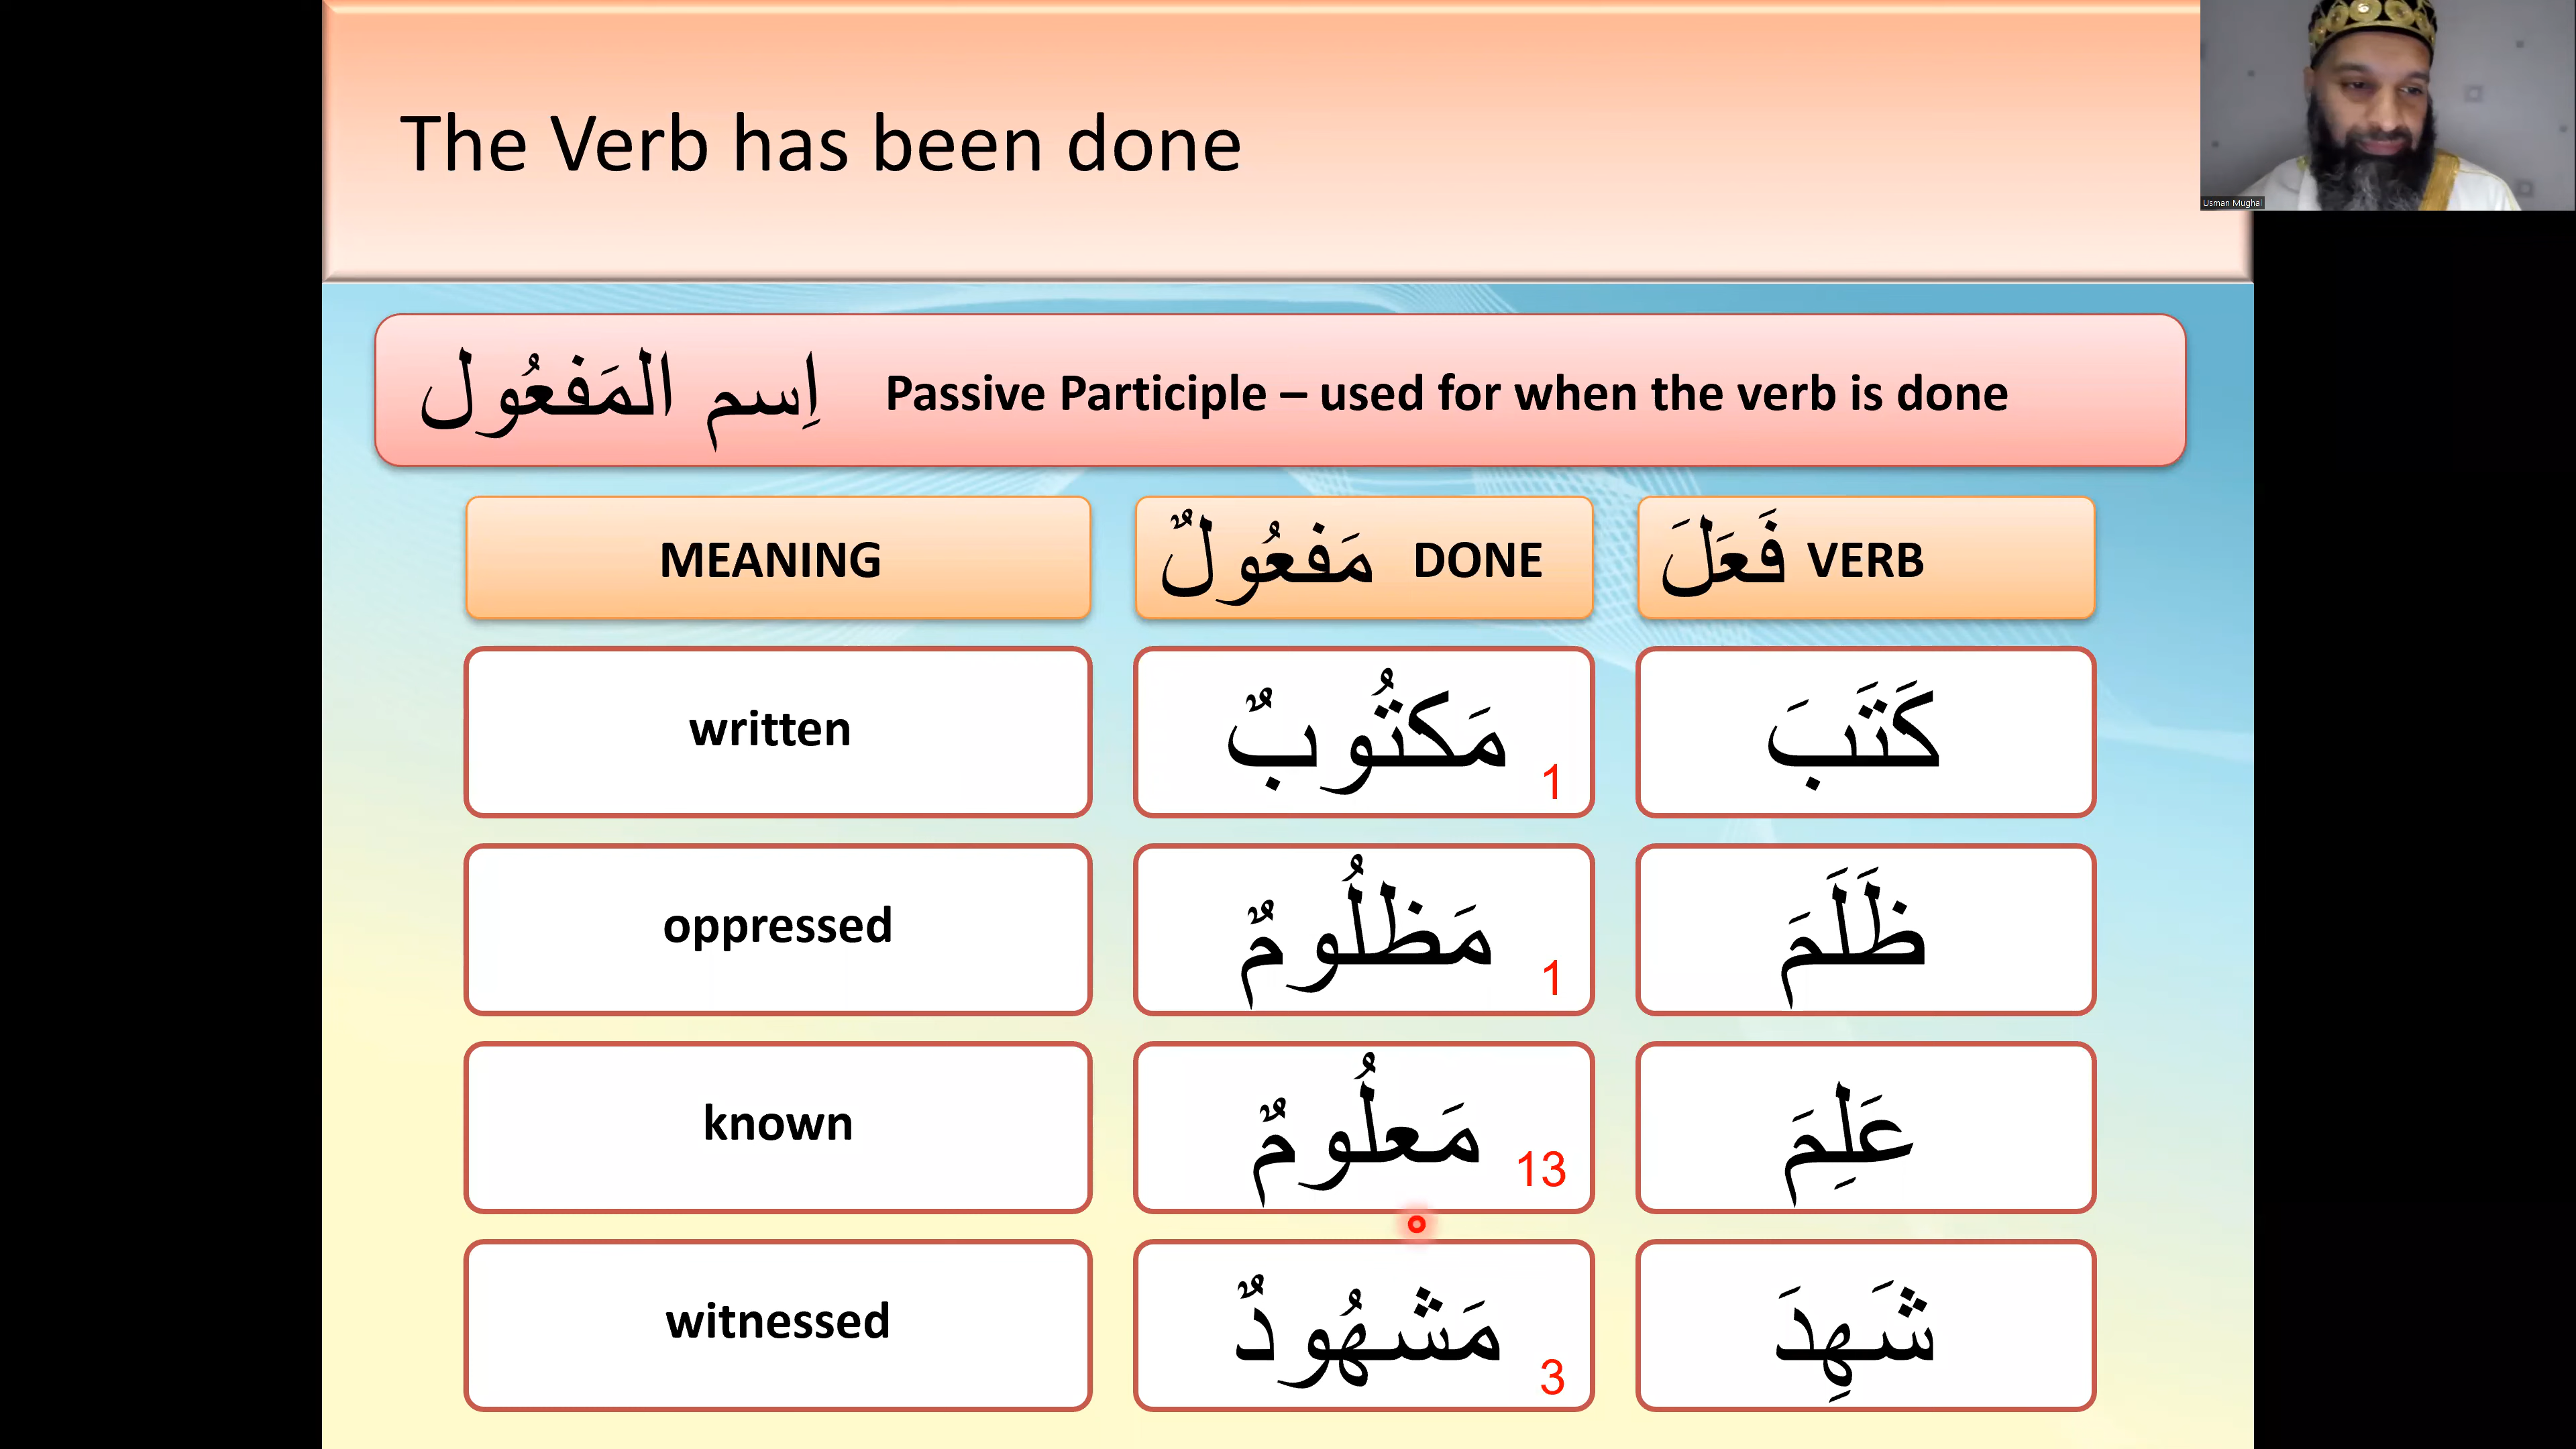 The Verb has been done
Usman Mughal
اِسم المَفعُول Passive Participle – used for when the verb is done
MEANING
مَفعُولٌ DONE
فَعَلَ VERB
written
مَكتُوبٌ 1
كَتَبَ
oppressed
مَظلُومٌ 1
ظَلَمَ
known
مَعلُومٌ 13
عَلِمَ
witnessed
مَشهُودٌ 3
شَهِدَ